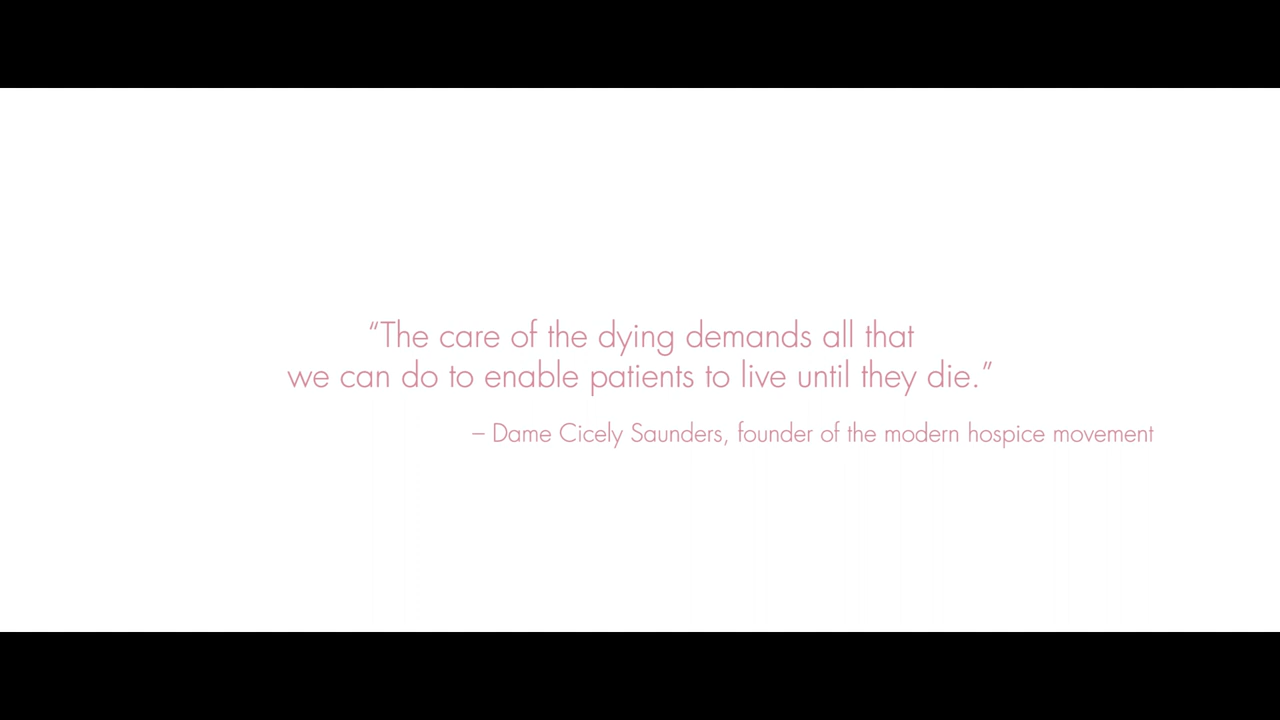 “The care of the dying demands all that
we can do to enable patients to live until they die.”
– Dame Cicely Saunders, founder of the modern hospice movement